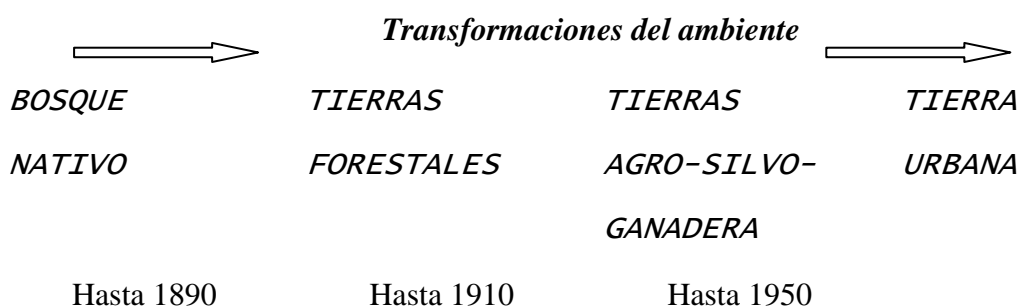 Transformaciones del ambiente
BOSQUE TIERRAS TIERRAS TIERRA
NATIVO FORESTALES AGRO-SILVO- URBANA
GANADERA
Hasta 1890 Hasta 1910 Hasta 1950